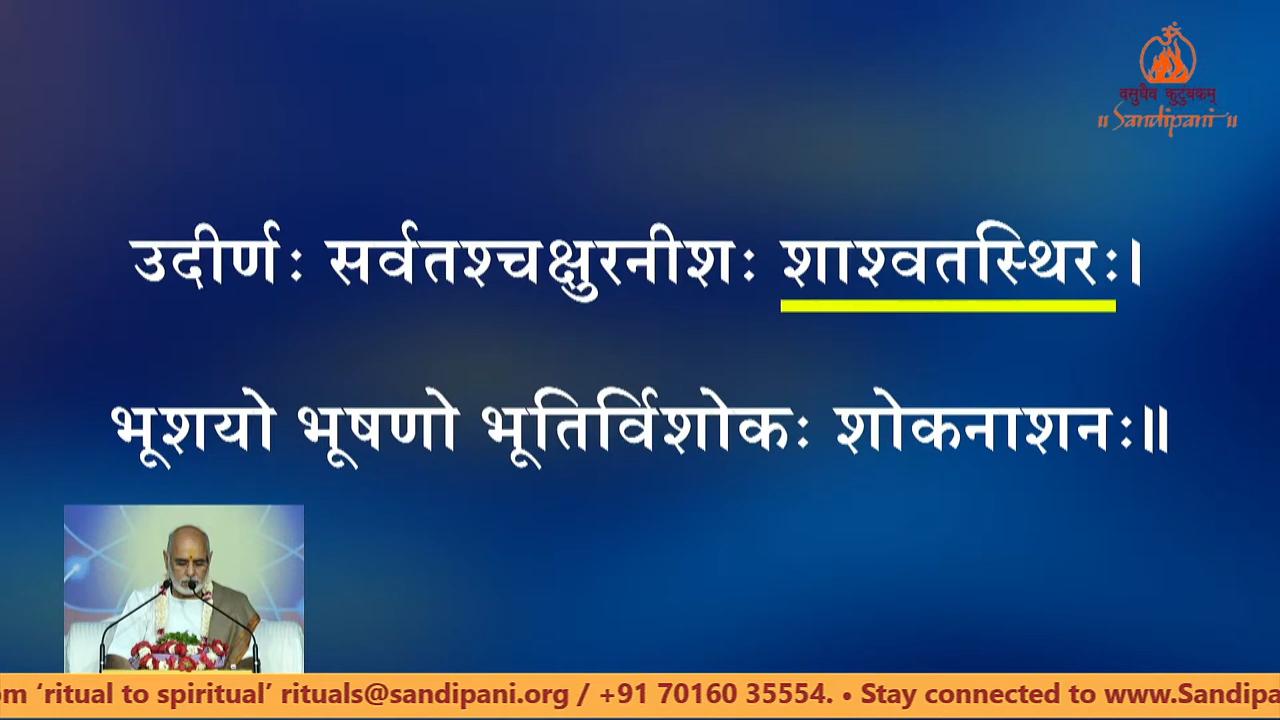 ॐ
वसुधैव कुटुंबकम्
॥ Sandipani ॥
उदीर्णः सर्वतश्चक्षुरनीशः शाश्वतस्थिरः।
भूशयो भूषणो भूतिर्विशोकः शोकनाशनः॥
om ‘ritual to spiritual’ rituals@sandipani.org / +91 70160 35554. • Stay connected to www.Sandipa